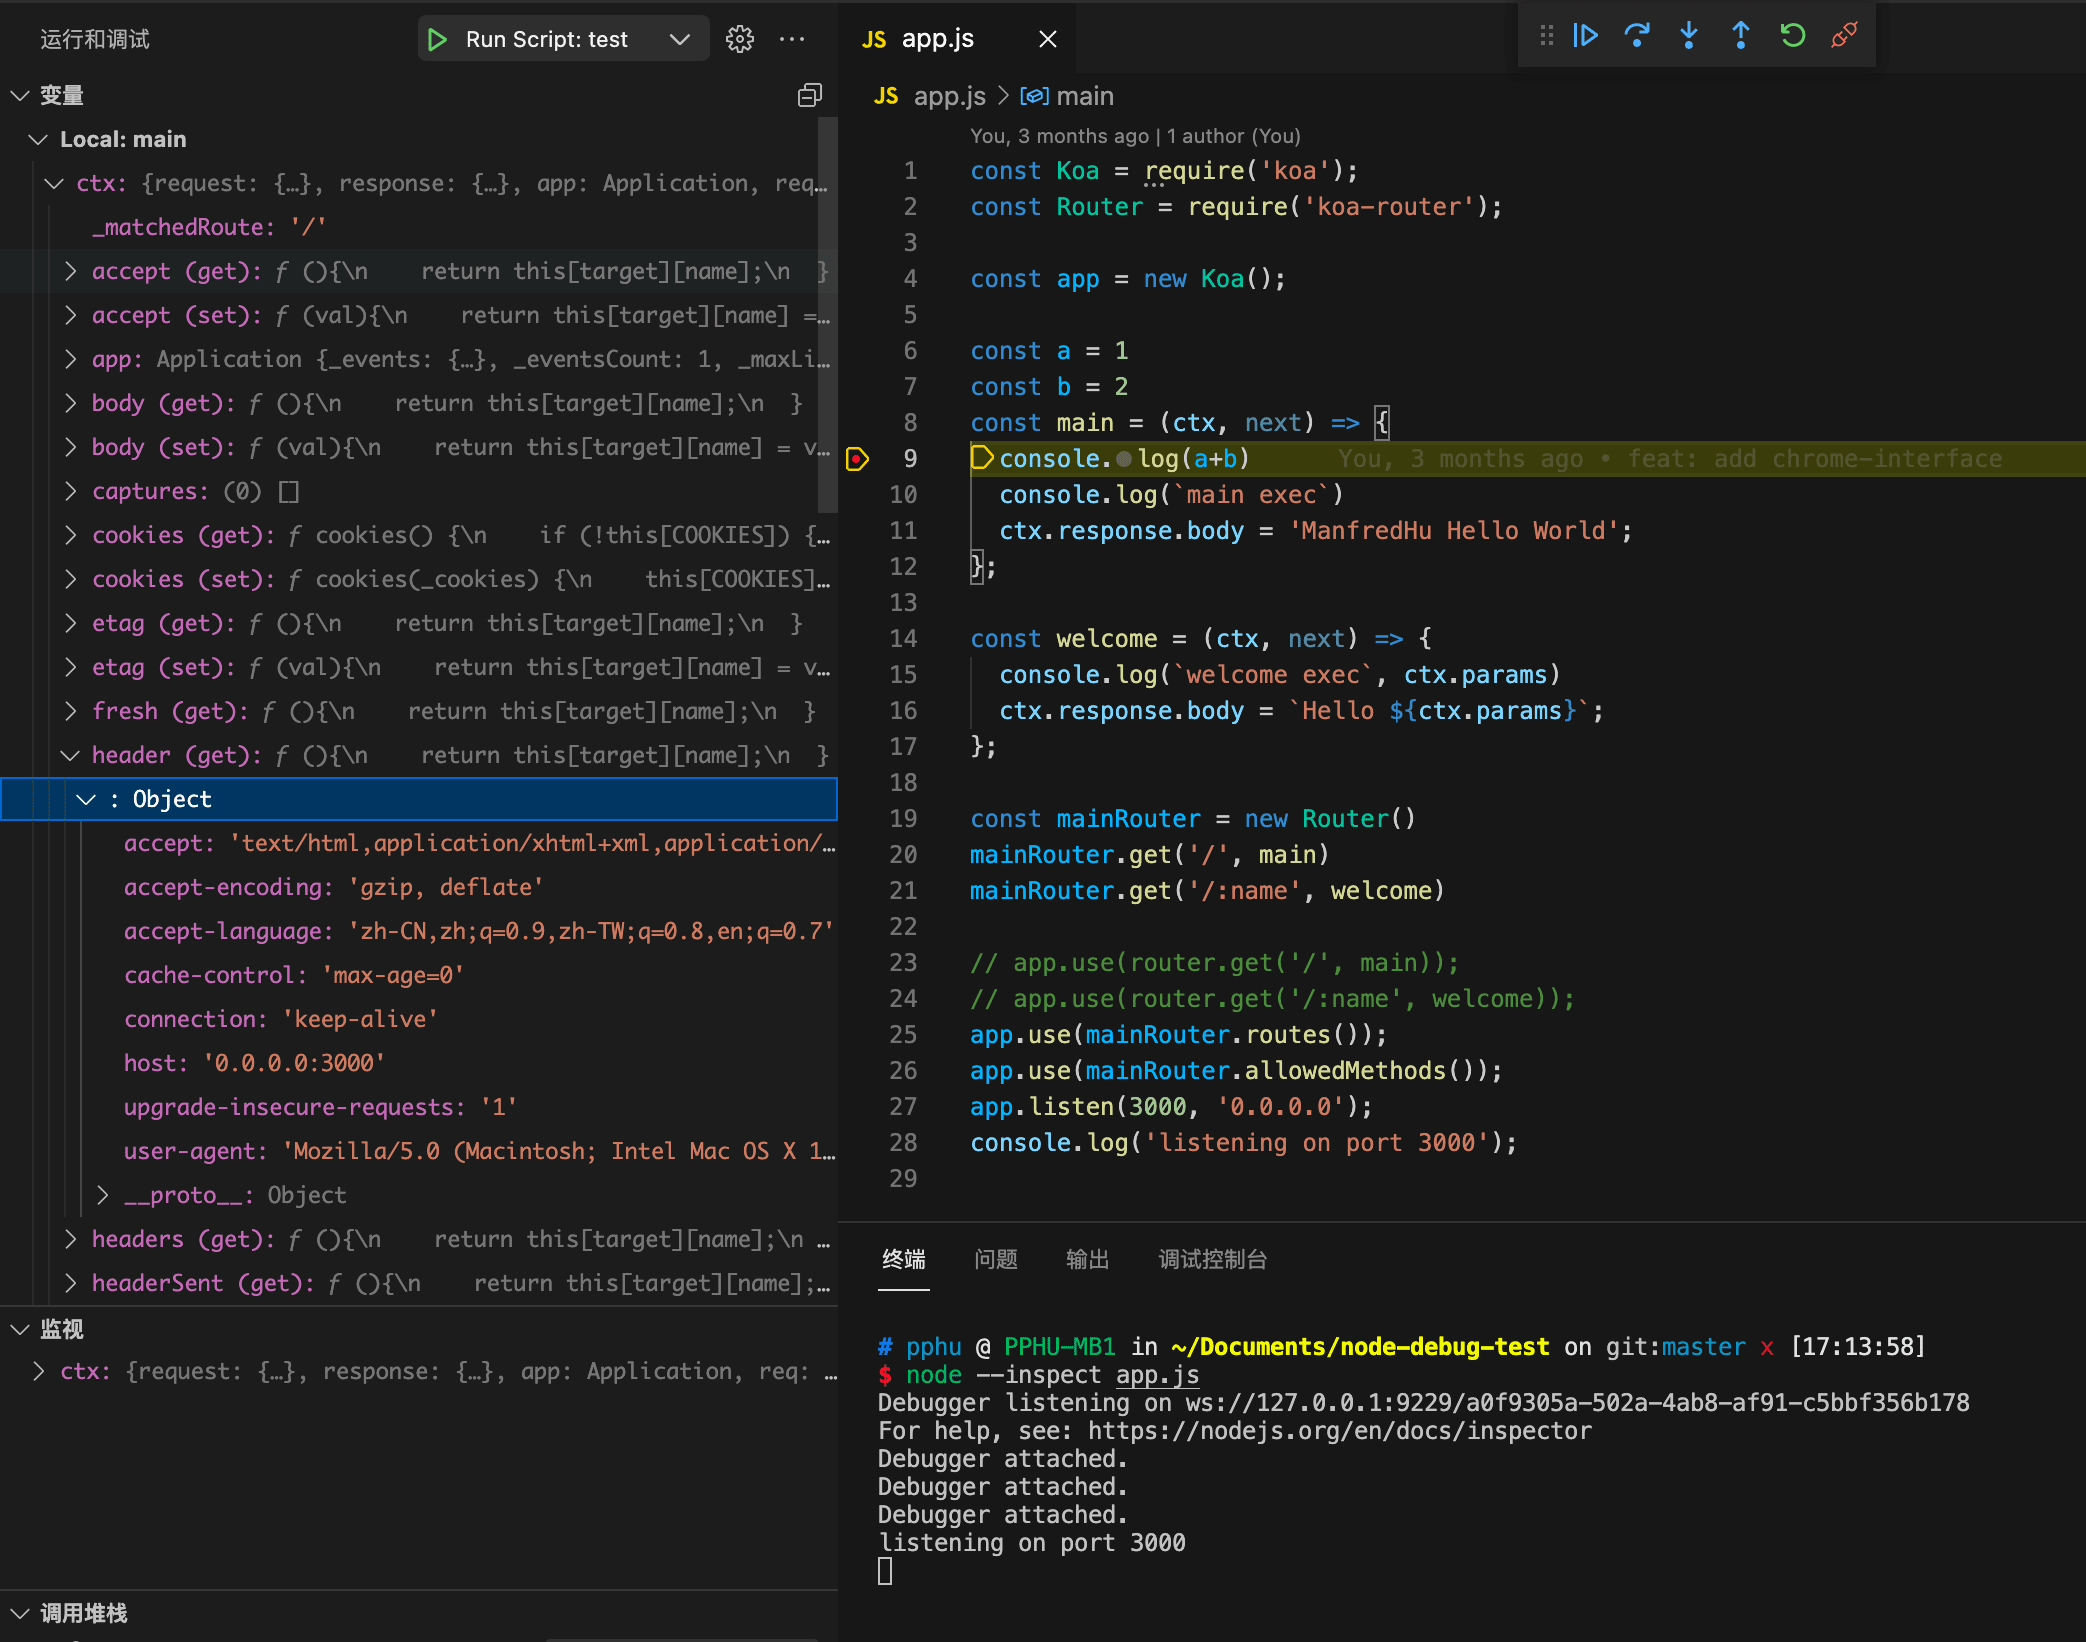 运行和调试
Run Script: test
变量
Local: main
ctx: {request: {…}, response: {…}, app: Application, req…
_matchedRoute: '/'
accept (get): ƒ (){\n    return this[target][name];\n  }
accept (set): ƒ (val){\n    return this[target][name] =…
app: Application {_events: {…}, _eventsCount: 1, _maxLi…
body (get): ƒ (){\n    return this[target][name];\n  }
body (set): ƒ (val){\n    return this[target][name] = v…
captures: (0) []
cookies (get): ƒ cookies() {\n    if (!this[COOKIES]) {…
cookies (set): ƒ cookies(_cookies) {\n    this[COOKIES]…
etag (get): ƒ (){\n    return this[target][name];\n  }
etag (set): ƒ (val){\n    return this[target][name] = v…
fresh (get): ƒ (){\n    return this[target][name];\n  }
header (get): ƒ (){\n    return this[target][name];\n  }
: Object
accept: 'text/html,application/xhtml+xml,application/…
accept-encoding: 'gzip, deflate'
accept-language: 'zh-CN,zh;q=0.9,zh-TW;q=0.8,en;q=0.7'
cache-control: 'max-age=0'
connection: 'keep-alive'
host: '0.0.0.0:3000'
upgrade-insecure-requests: '1'
user-agent: 'Mozilla/5.0 (Macintosh; Intel Mac OS X 1…
__proto__: Object
headers (get): ƒ (){\n    return this[target][name];\n …
headerSent (get): ƒ (){\n    return this[target][name];…
监视
ctx: {request: {…}, response: {…}, app: Application, req: …
调用堆栈
JS app.js
JS app.js > main
You, 3 months ago | 1 author (You)
1 const Koa = require('koa');
2 const Router = require('koa-router');
3
4 const app = new Koa();
5
6 const a = 1
7 const b = 2
8 const main = (ctx, next) => {
9 console.log(a+b) You, 3 months ago • feat: add chrome-interface
10 console.log(`main exec`)
11 ctx.response.body = 'ManfredHu Hello World';
12 };
13
14 const welcome = (ctx, next) => {
15 console.log(`welcome exec`, ctx.params)
16 ctx.response.body = `Hello ${ctx.params}`;
17 };
18
19 const mainRouter = new Router()
20 mainRouter.get('/', main)
21 mainRouter.get('/:name', welcome)
22
23 // app.use(router.get('/', main));
24 // app.use(router.get('/:name', welcome));
25 app.use(mainRouter.routes());
26 app.use(mainRouter.allowedMethods());
27 app.listen(3000, '0.0.0.0');
28 console.log('listening on port 3000');
29
终端 问题 输出 调试控制台
# pphu @ PPHU-MB1 in ~/Documents/node-debug-test on git:master x [17:13:58]
$ node --inspect app.js
Debugger listening on ws://127.0.0.1:9229/a0f9305a-502a-4ab8-af91-c5bbf356b178
For help, see: https://nodejs.org/en/docs/inspector
Debugger attached.
Debugger attached.
Debugger attached.
listening on port 3000